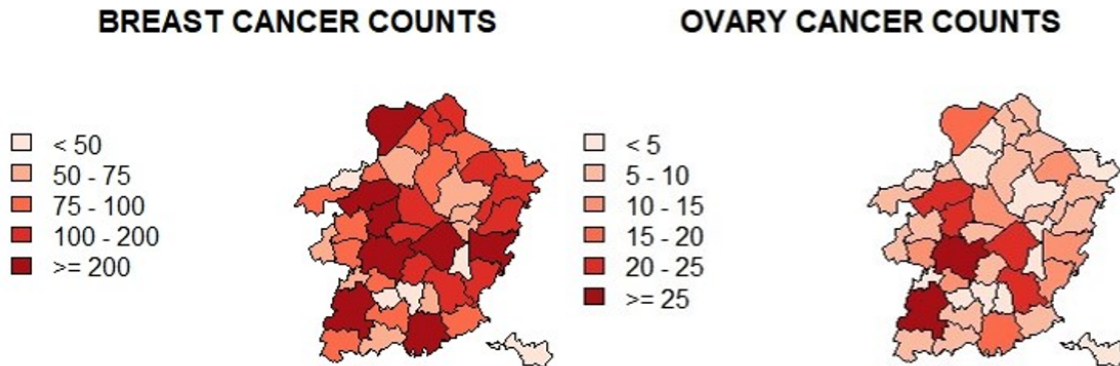 BREAST CANCER COUNTS
< 50
50 - 75
75 - 100
100 - 200
>= 200
OVARY CANCER COUNTS
< 5
5 - 10
10 - 15
15 - 20
20 - 25
>= 25